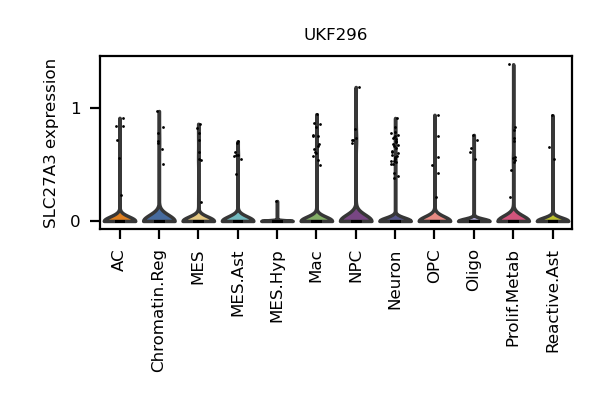 UKF296
SLC27A3 expression
1
0
AC
Chromatin.Reg
MES
MES.Ast
MES.Hyp
Mac
NPC
Neuron
OPC
Oligo
Prolif.Metab
Reactive.Ast